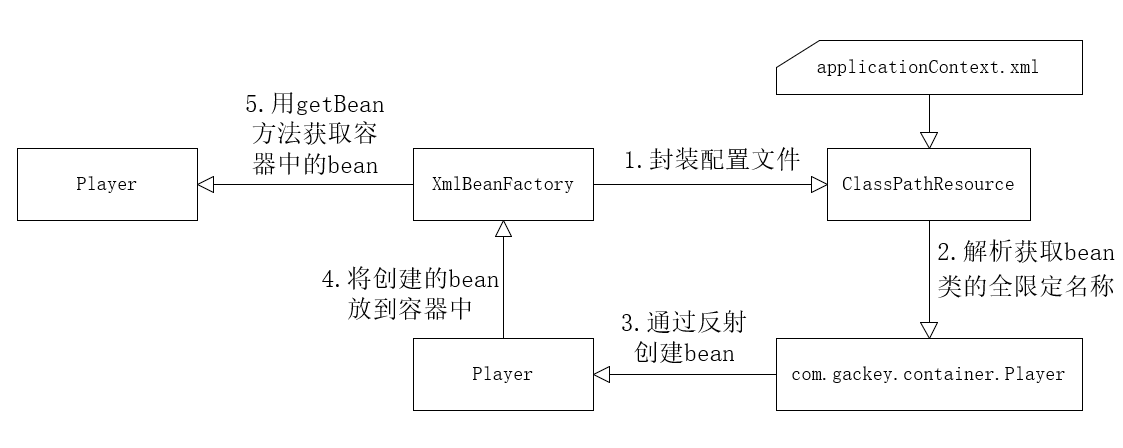 applicationContext.xml
5.用getBean
方法获取容
器中的bean
Player
XmlBeanFactory
1.封装配置文件
ClassPathResource
2.解析获取bean
类的全限定名称
4.将创建的bean
放到容器中
3.通过反射
创建bean
Player
com.gackey.container.Player